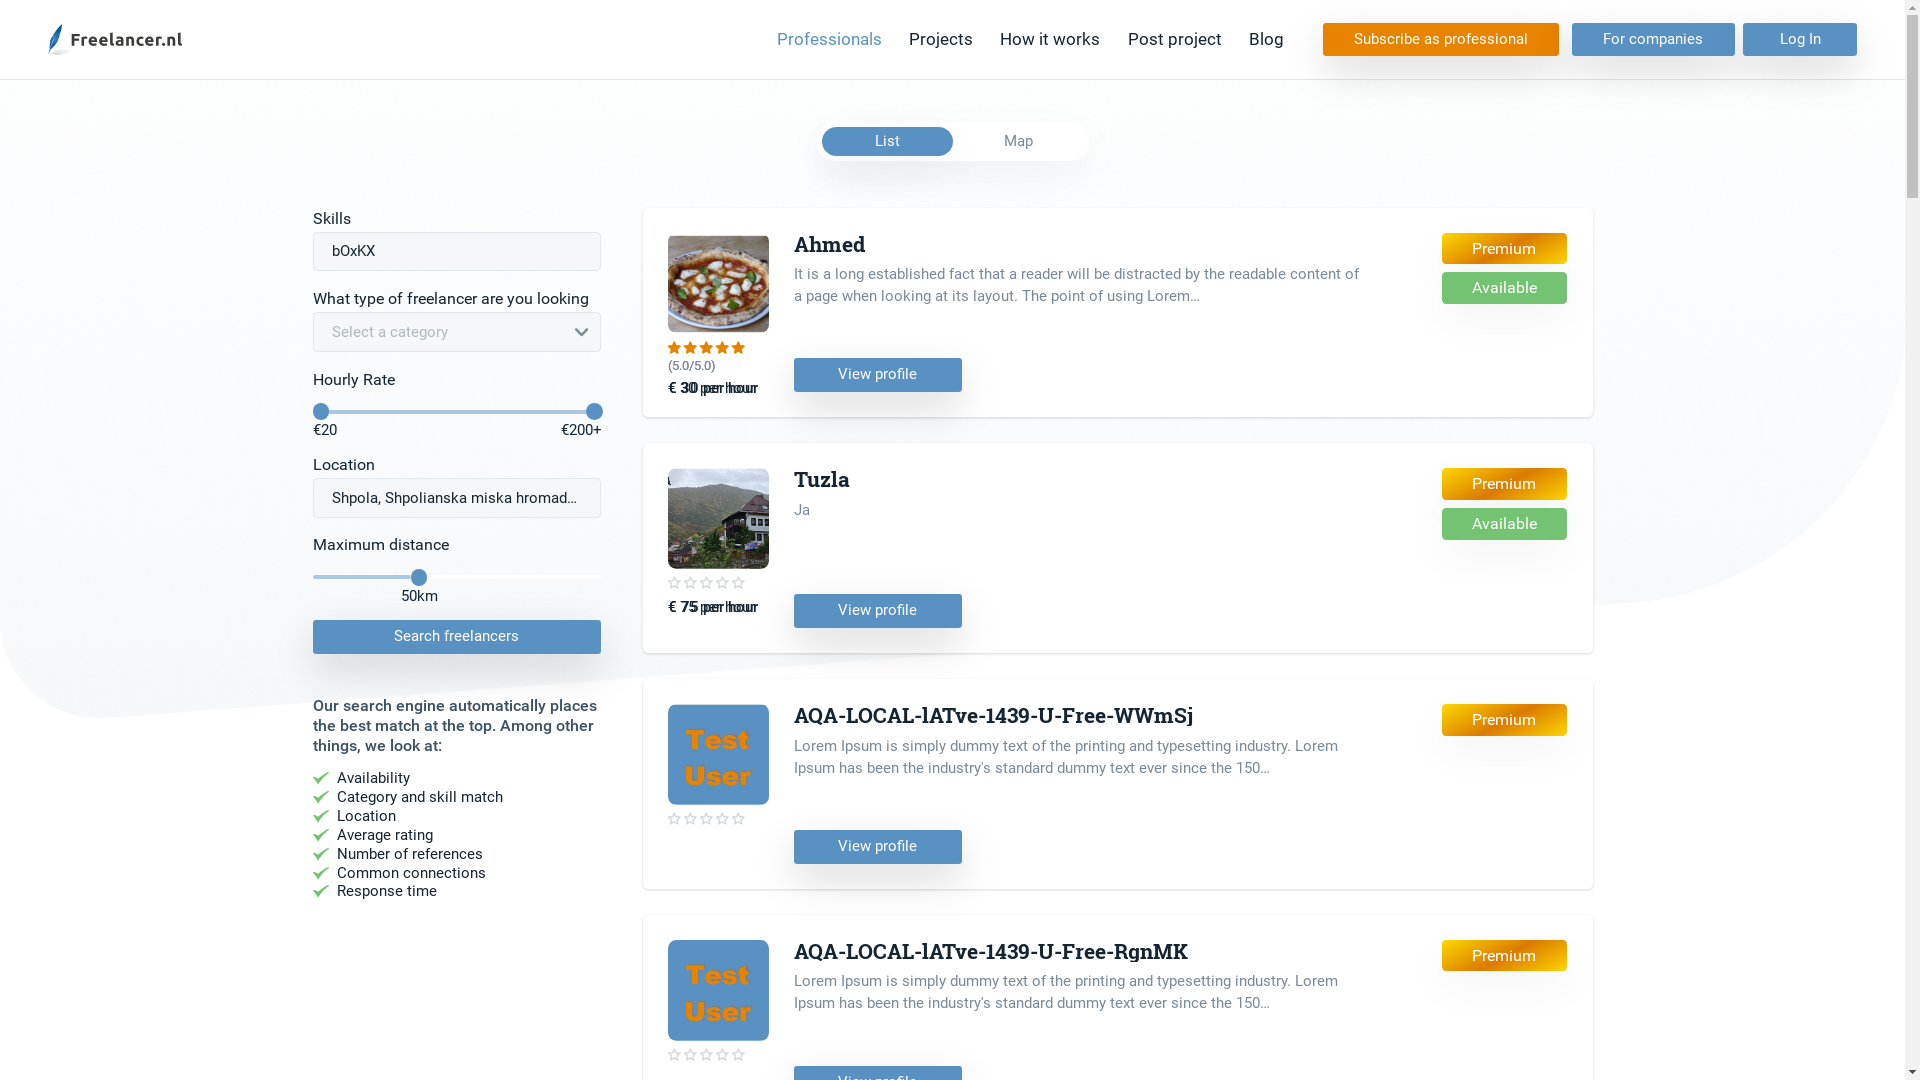 Freelancer.nl
Professionals
Projects
How it works
Post project
Blog
Subscribe as professional
For companies
Log In
List
Map
Skills
bOxKX
What type of freelancer are you looking
Select a category
Hourly Rate
€20
€200+
Location
Shpola, Shpolianska miska hromad...
Maximum distance
50km
Search freelancers
Our search engine automatically places
the best match at the top. Among other
things, we look at:
Availability
Category and skill match
Location
Average rating
Number of references
Common connections
Response time
Ahmed
It is a long established fact that a reader will be distracted by the readable content of
a page when looking at its layout. The point of using Lorem...
(5.0/5.0)
€ 30 per hour
View profile
Premium
Available
Tuzla
Ja
€ 75 per hour
View profile
Premium
Available
Test
User
AQA-LOCAL-lATve-1439-U-Free-WWmSj
Lorem Ipsum is simply dummy text of the printing and typesetting industry. Lorem
Ipsum has been the industry's standard dummy text ever since the 150...
View profile
Premium
Test
User
AQA-LOCAL-lATve-1439-U-Free-RgnMK
Lorem Ipsum is simply dummy text of the printing and typesetting industry. Lorem
Ipsum has been the industry's standard dummy text ever since the 150...
View profile
Premium